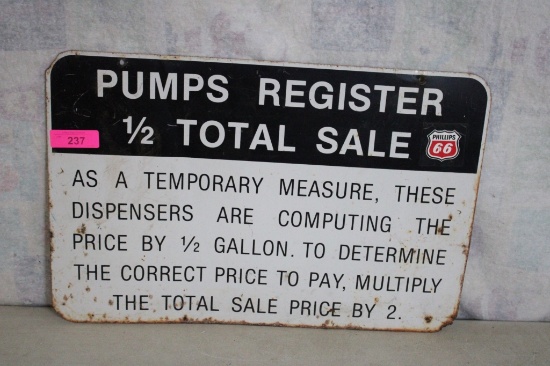 PUMPS REGISTER
½ TOTAL SALE
PHILLIPS
66
237
AS A TEMPORARY MEASURE, THESE
DISPENSERS ARE COMPUTING THE
PRICE BY ½ GALLON. TO DETERMINE
THE CORRECT PRICE TO PAY, MULTIPLY
THE TOTAL SALE PRICE BY 2.